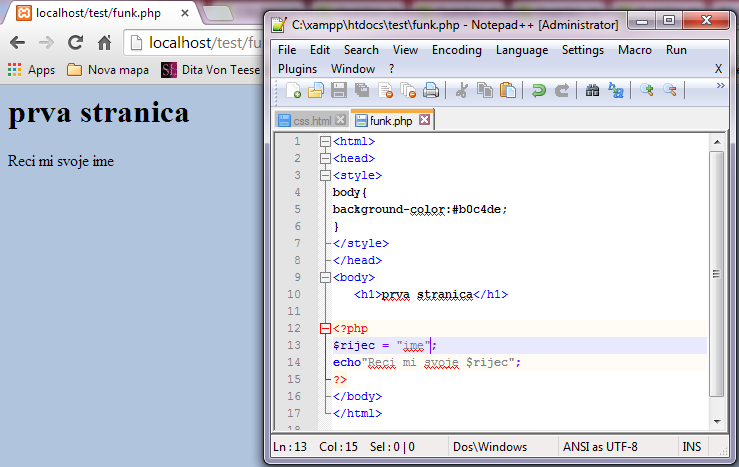 localhost/test/funk.php
localhost/test/fu
Apps
Nova mapa
Dita Von Teese
prva stranica
Reci mi svoje ime
C:\xampp\htdocs\test\funk.php - Notepad++ [Administrator]
File Edit Search View Encoding Language Settings Macro Run
Plugins Window ? X
css.html
funk.php
1 <html>
2 <head>
3 <style>
4 body{
5 background-color:#b0c4de;
6 }
7 </style>
8 </head>
9 <body>
10 <h1>prva stranica</h1>
11
12 <?php
13 $rijec = "ime";
14 echo"Reci mi svoje $rijec";
15 ?>
16 </body>
17 </html>
18
Ln : 13 Col : 15 Sel : 0 | 0 Dos\Windows ANSI as UTF-8 INS